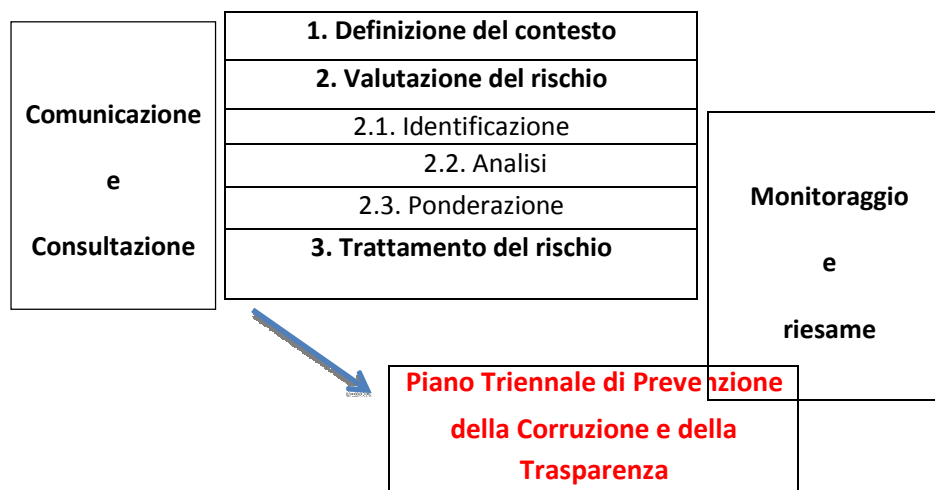 Comunicazione
e
Consultazione
1. Definizione del contesto
2. Valutazione del rischio
2.1. Identificazione
2.2. Analisi
2.3. Ponderazione
3. Trattamento del rischio
Monitoraggio
e
riesame
Piano Triennale di Prevenzione
della Corruzione e della
Trasparenza